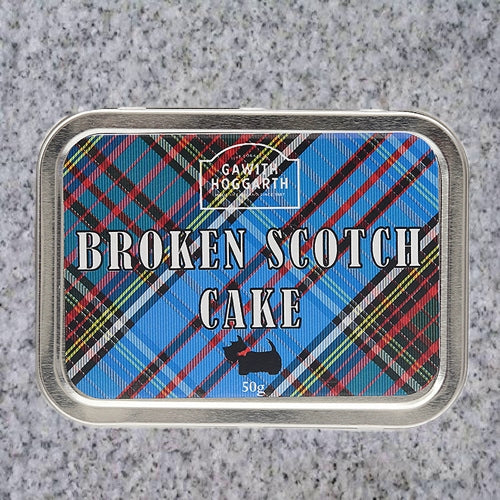 GAWITH
HOGGARTH
BROKEN SCOTCH
CAKE
50g